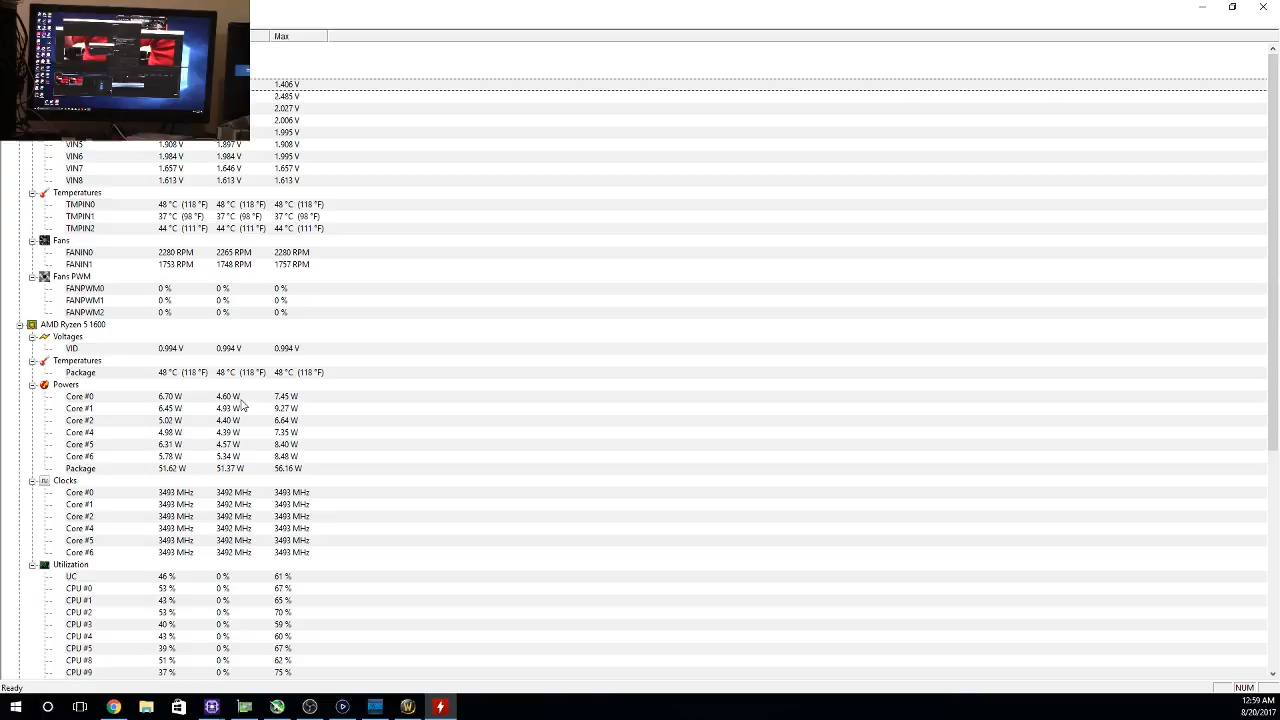 Max
1.406 V
2.485 V
2.027 V
2.006 V
1.995 V
VIN5 1.908 V 1.897 V 1.908 V
VIN6 1.984 V 1.984 V 1.995 V
VIN7 1.657 V 1.646 V 1.657 V
VIN8 1.613 V 1.613 V 1.613 V
Temperatures
TMPIN0 48 °C (118 °F) 48 °C (118 °F) 48 °C (118 °F)
TMPIN1 37 °C (98 °F) 37 °C (98 °F) 37 °C (98 °F)
TMPIN2 44 °C (111 °F) 44 °C (111 °F) 44 °C (111 °F)
Fans
FANIN0 2280 RPM 2265 RPM 2280 RPM
FANIN1 1753 RPM 1748 RPM 1757 RPM
Fans PWM
FANPWM0 0 % 0 % 0 %
FANPWM1 0 % 0 % 0 %
FANPWM2 0 % 0 % 0 %
AMD Ryzen 5 1600
Voltages
VID 0.994 V 0.994 V 0.994 V
Temperatures
Package 48 °C (118 °F) 48 °C (118 °F) 48 °C (118 °F)
Powers
Core #0 6.70 W 4.60 W 7.45 W
Core #1 6.45 W 4.93 W 9.27 W
Core #2 5.02 W 4.40 W 6.64 W
Core #4 4.98 W 4.39 W 7.35 W
Core #5 6.31 W 4.57 W 8.40 W
Core #6 5.78 W 5.34 W 8.48 W
Package 51.62 W 51.37 W 56.16 W
Clocks
Core #0 3493 MHz 3492 MHz 3493 MHz
Core #1 3493 MHz 3492 MHz 3493 MHz
Core #2 3493 MHz 3492 MHz 3493 MHz
Core #4 3493 MHz 3492 MHz 3493 MHz
Core #5 3493 MHz 3492 MHz 3493 MHz
Core #6 3493 MHz 3492 MHz 3493 MHz
Utilization
UC 46 % 0 % 61 %
CPU #0 53 % 0 % 67 %
CPU #1 43 % 0 % 65 %
CPU #2 53 % 0 % 70 %
CPU #3 40 % 0 % 59 %
CPU #4 43 % 0 % 60 %
CPU #5 39 % 0 % 67 %
CPU #8 51 % 0 % 62 %
CPU #9 37 % 0 % 75 %
Ready NUM
12:59 AM
8/20/2017